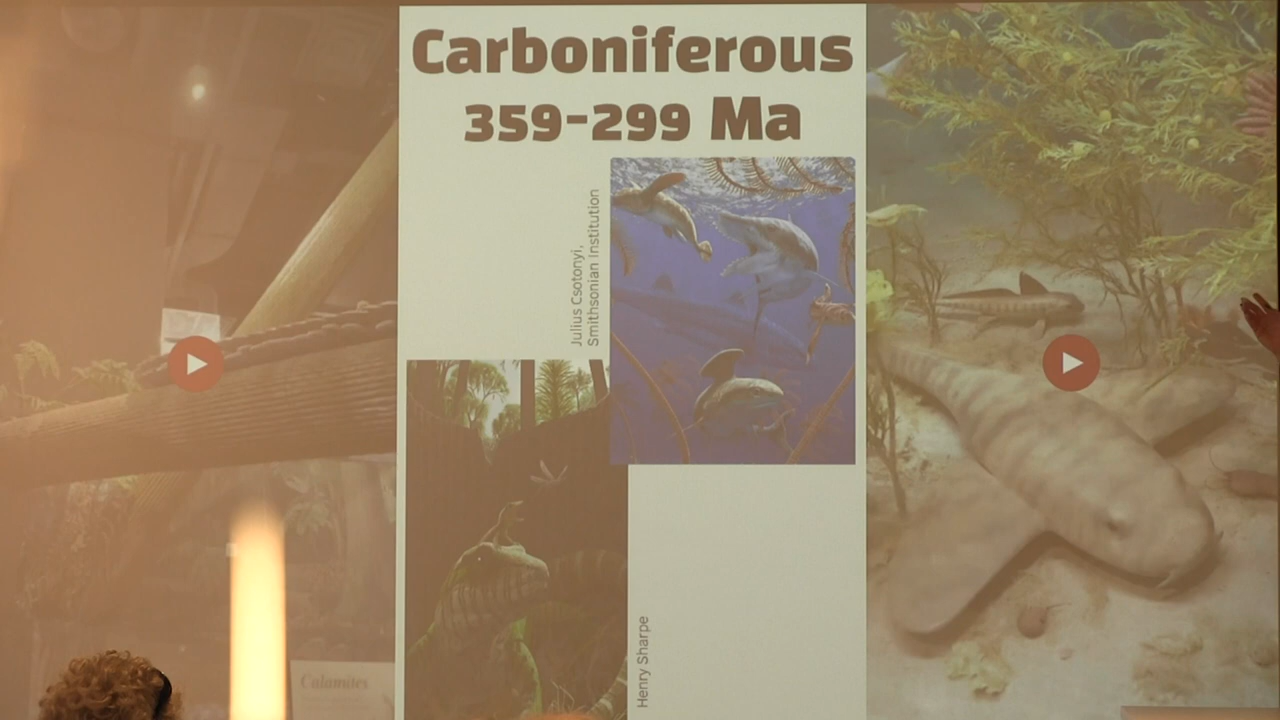 Carboniferous
359-299 Ma
Julius Csotonyi,
Smithsonian Institution
Henry Sharpe
Calamites